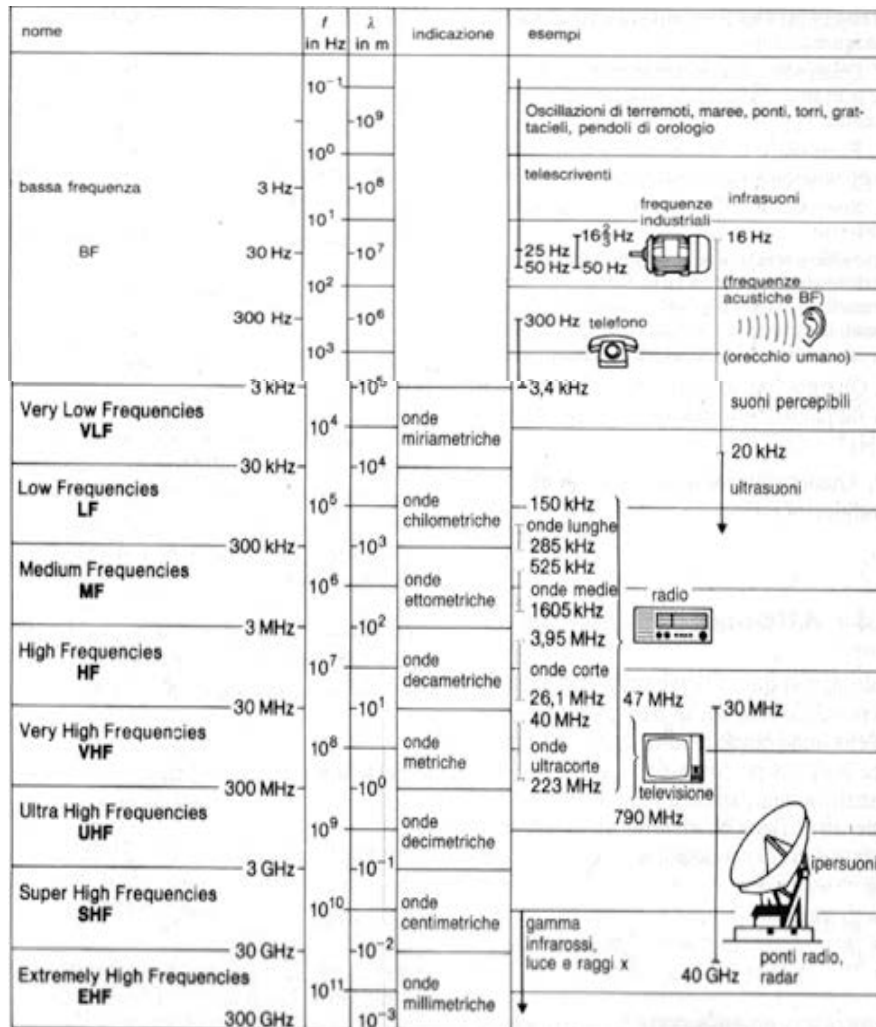 nome f λ indicazione esempi
in Hz in m
10⁻¹
10⁹ Oscillazioni di terremoti, maree, ponti, torri, grat-
tacieli, pendoli di orologio
10⁰
telescriventi
bassa frequenza 3 Hz 10⁸ infrasuoni
frequenze
industriali
10¹
16⅔ Hz 16 Hz
BF 30 Hz 10⁷ 25 Hz
50 Hz 50 Hz
(frequenze
acustiche BF)
10²
300 Hz 10⁶ 300 Hz telefono
10³ (orecchio umano)
3 kHz 10⁵ 3,4 kHz
suoni percepibili
Very Low Frequencies
VLF 10⁴ onde
miriametriche
20 kHz
30 kHz 10⁴
Low Frequencies ultrasuoni
LF 10⁵ onde
chilometriche
150 kHz
onde lunghe
300 kHz 10³ 285 kHz
525 kHz
Medium Frequencies
MF 10⁶ onde
ettometriche
onde medie radio
1605 kHz
3 MHz 10² 3,95 MHz
High Frequencies
HF 10⁷ onde
decametriche
onde corte
26,1 MHz 47 MHz
30 MHz 10¹ 30 MHz
40 MHz
Very High Frequencies
VHF 10⁸ onde
metriche
onde
ultracorte
223 MHz televisione
300 MHz 10⁰
790 MHz
Ultra High Frequencies
UHF 10⁹ onde
decimetriche
ipersuoni
3 GHz 10⁻¹
Super High Frequencies
SHF 10¹⁰ onde
centimetriche
gamma
infrarossi,
luce e raggi x
30 GHz 10⁻²
ponti radio,
radar
40 GHz
Extremely High Frequencies
EHF 10¹¹ onde
millimetriche
300 GHz 10⁻³